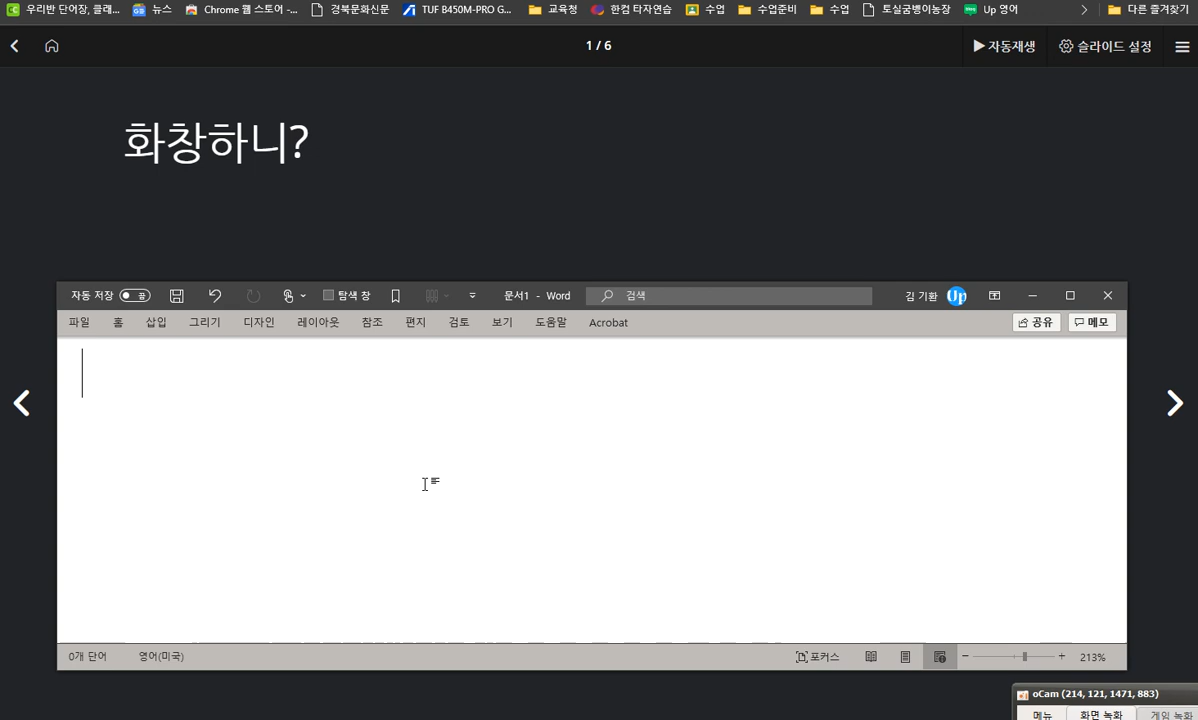 우리반 단어장, 클래... 뉴스 Chrome 웹 스토어 -... 경북문화신문 TUF B450M-PRO G... 교육청 한컴 타자연습 수업 수업준비 수업 토실굼벵이농장 Up 영어 다른 즐겨찾기
1 / 6 자동재생 슬라이드 설정
화창하니?
자동 저장 끔 탐색 창 문서1 - Word 검색 김 기환 Up
파일 홈 삽입 그리기 디자인 레이아웃 참조 편지 검토 보기 도움말 Acrobat 공유 메모
0개 단어 영어(미국) 포커스 213%
oCam (214, 121, 1471, 883)
메뉴 화면 녹화 게임 녹화